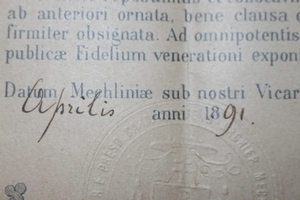 ab anteriori ornata, bene clausa
firmiter obsignata. Ad omnipotentis
publicæ Fidelium venerationi expon
Datum Mechliniæ sub nostri Vicar
Aprilis anni 1891.